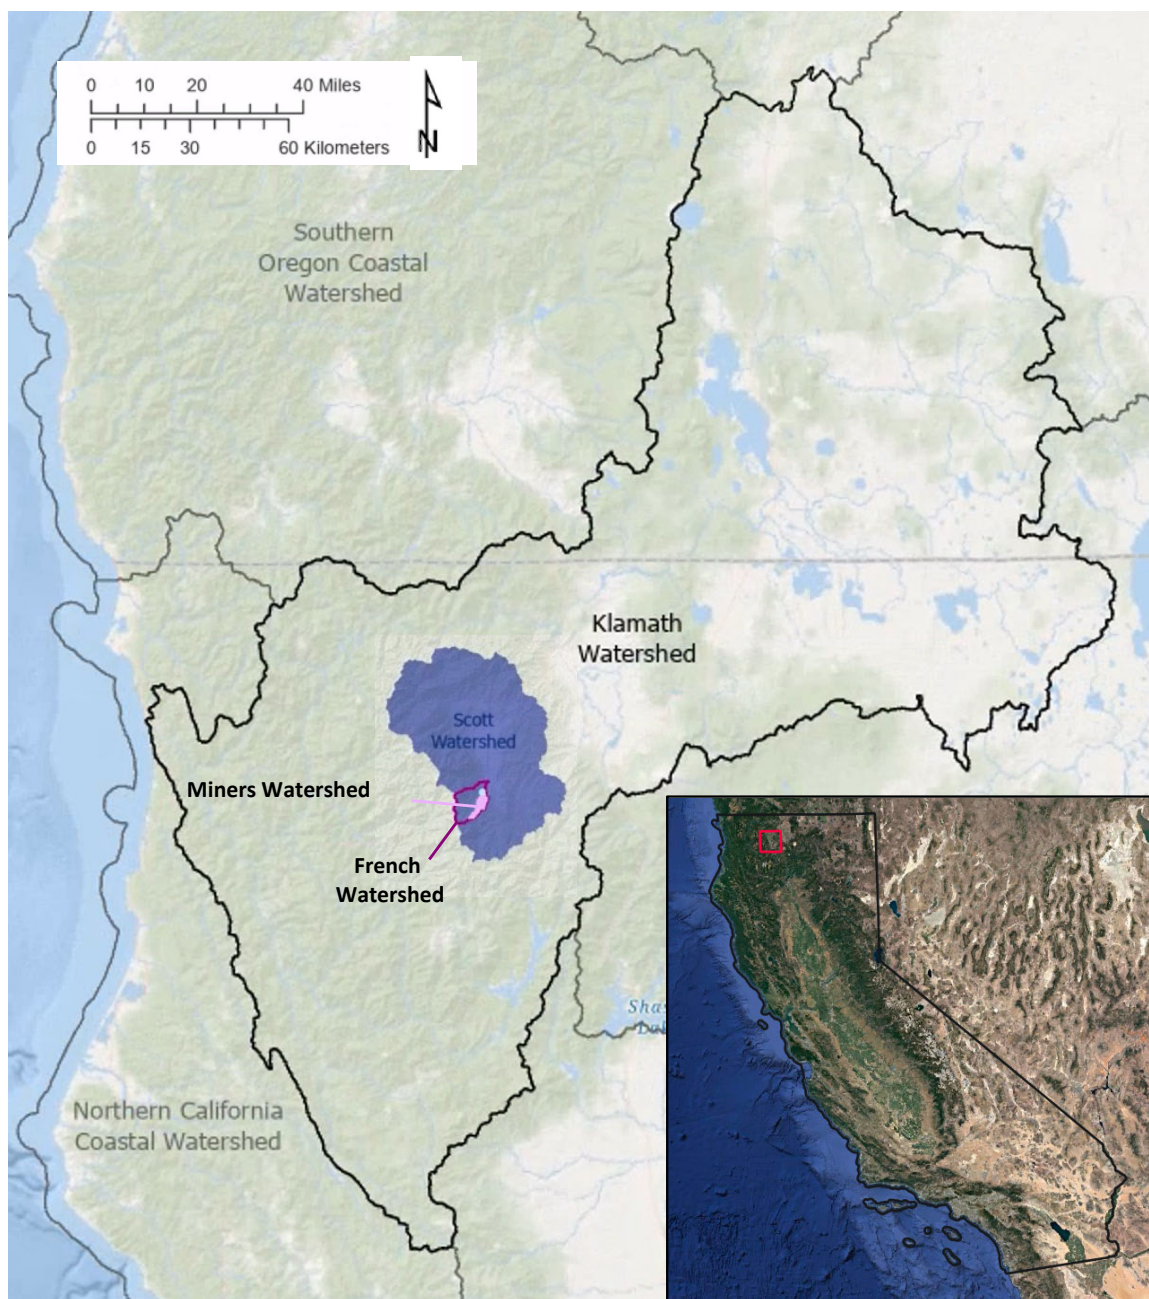 0 10 20 40 Miles
0 15 30 60 Kilometers
N
Southern
Oregon Coastal
Watershed
Klamath
Watershed
Scott
Watershed
Miners Watershed
French
Watershed
Northern California
Coastal Watershed